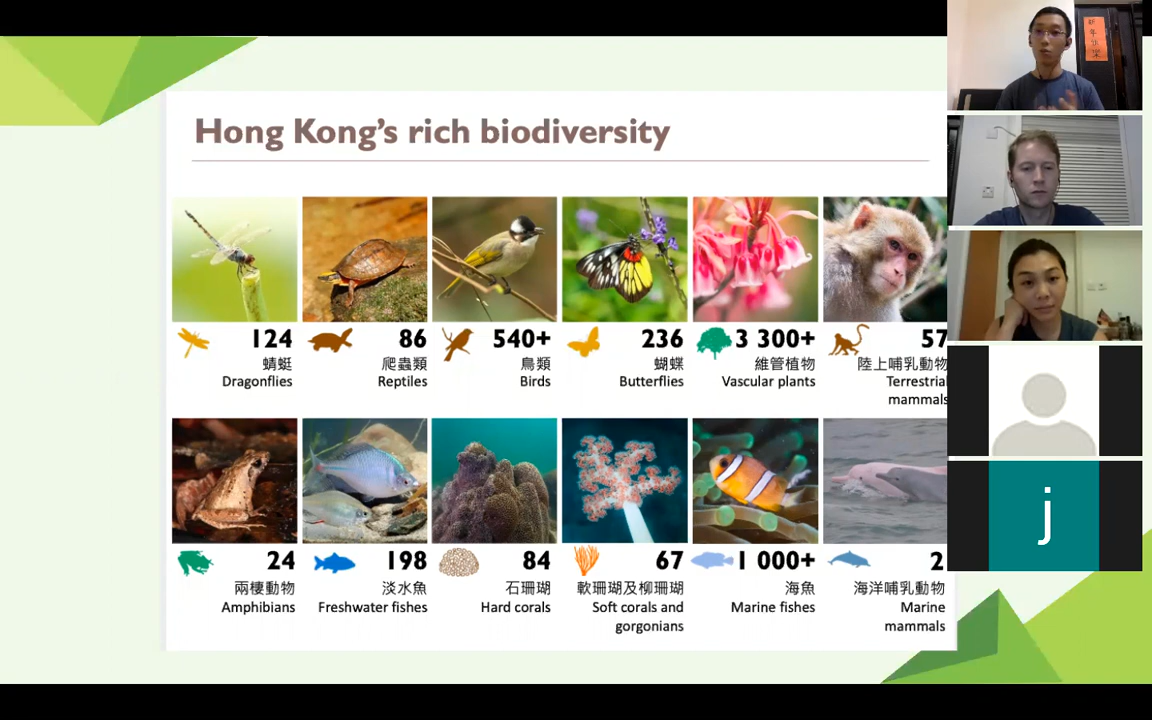 Hong Kong's rich biodiversity
124
蜻蜓
Dragonflies
86
爬蟲類
Reptiles
540+
鳥類
Birds
236
蝴蝶
Butterflies
3 300+
維管植物
Vascular plants
57
陸上哺乳動物
Terrestrial
mammals
24
兩棲動物
Amphibians
198
淡水魚
Freshwater fishes
84
石珊瑚
Hard corals
67
軟珊瑚及柳珊瑚
Soft corals and
gorgonians
1 000+
海魚
Marine fishes
2
海洋哺乳動物
Marine
mammals
j